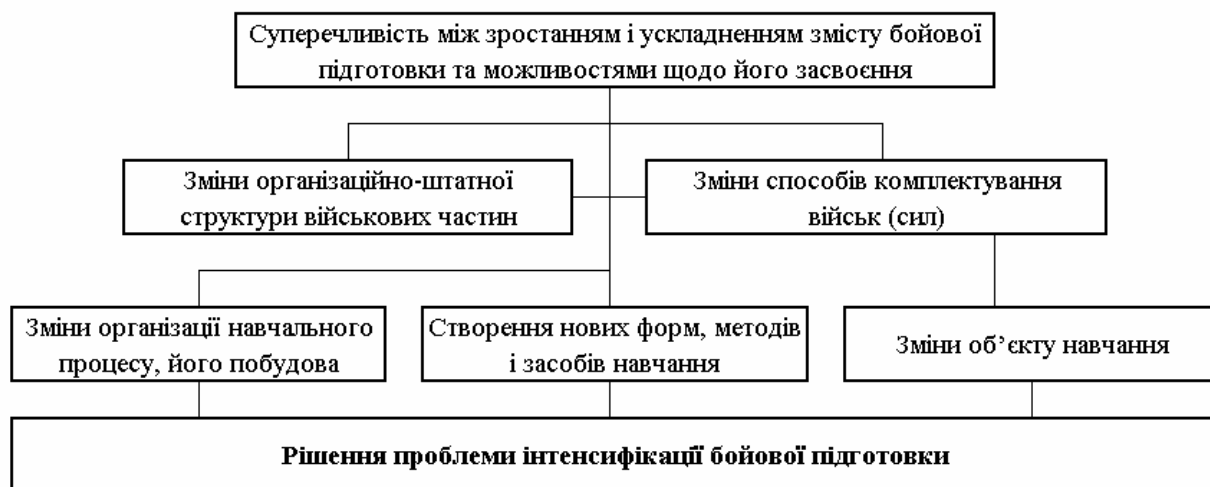 Суперечливість між зростанням і ускладненням змісту бойової
підготовки та можливостями щодо його засвоєння
Зміни організаційно-штатної
структури військових частин
Зміни способів комплектування
військ (сил)
Зміни організації навчального
процесу, його побудова
Створення нових форм, методів
і засобів навчання
Зміни об’єкту навчання
Рішення проблеми інтенсифікації бойової підготовки